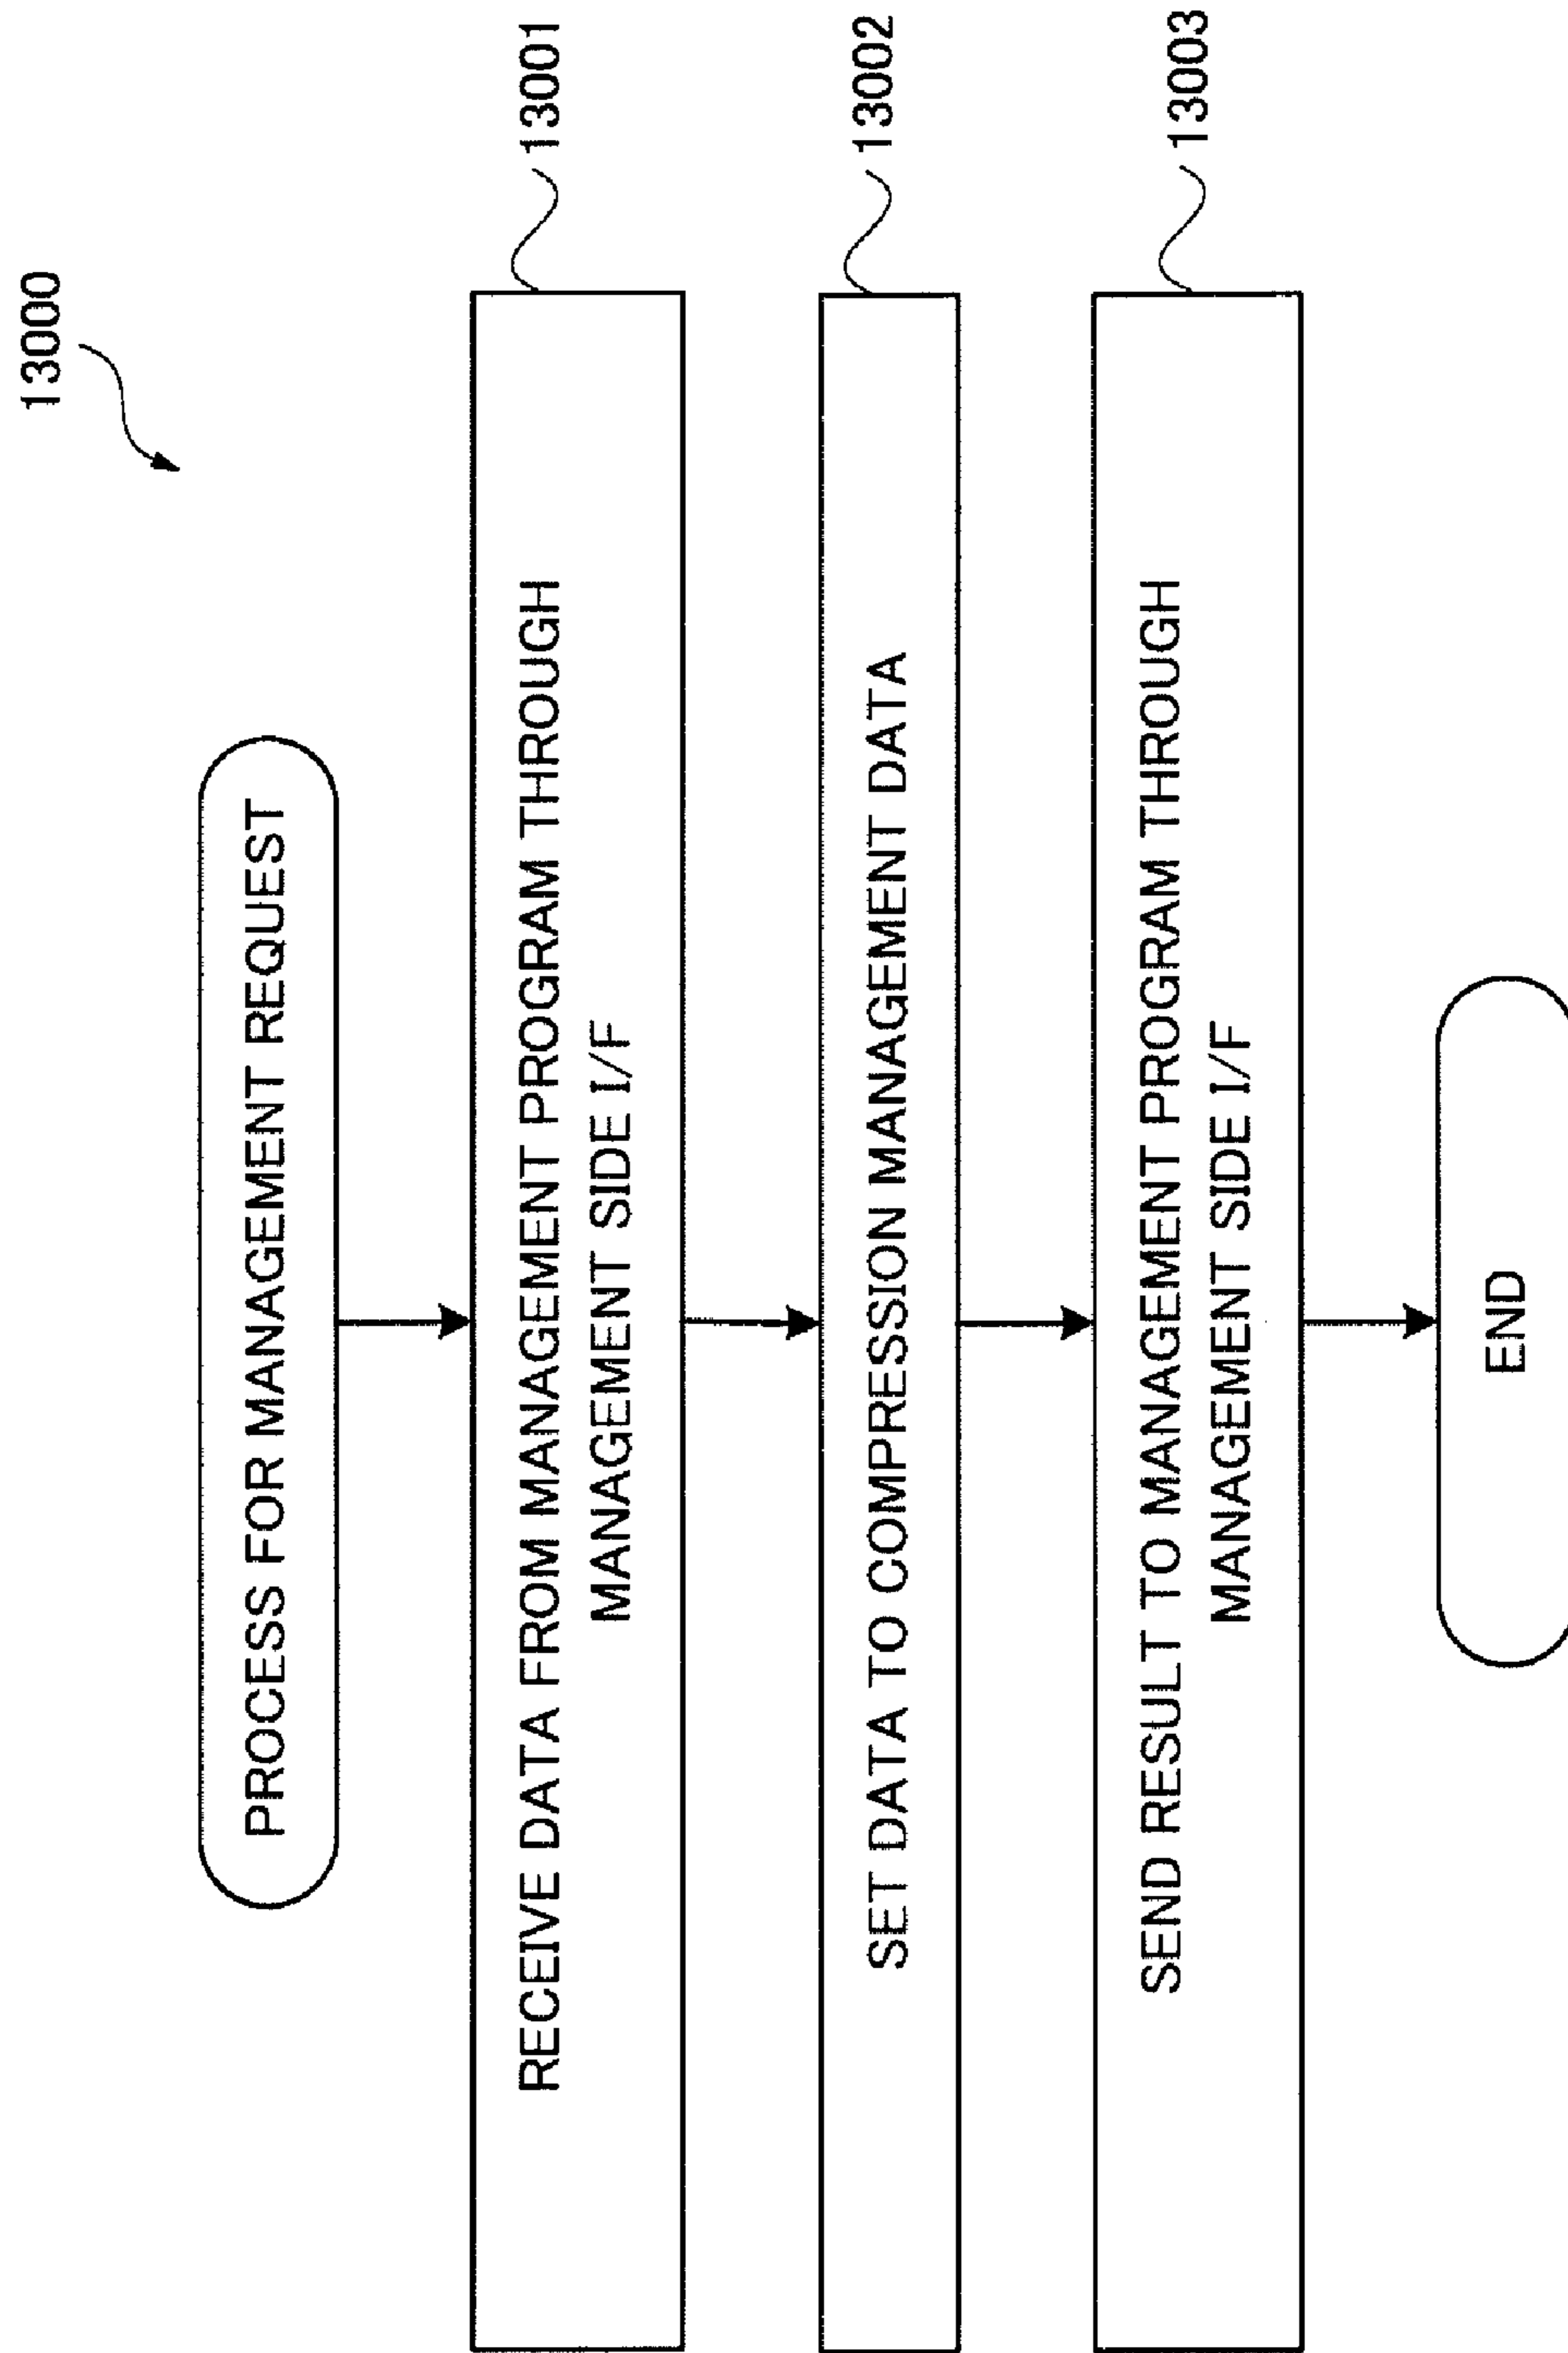 13000
PROCESS FOR MANAGEMENT REQUEST
RECEIVE DATA FROM MANAGEMENT PROGRAM THROUGH
MANAGEMENT SIDE I/F
13001
SET DATA TO COMPRESSION MANAGEMENT DATA
13002
SEND RESULT TO MANAGEMENT PROGRAM THROUGH
MANAGEMENT SIDE I/F
13003
END